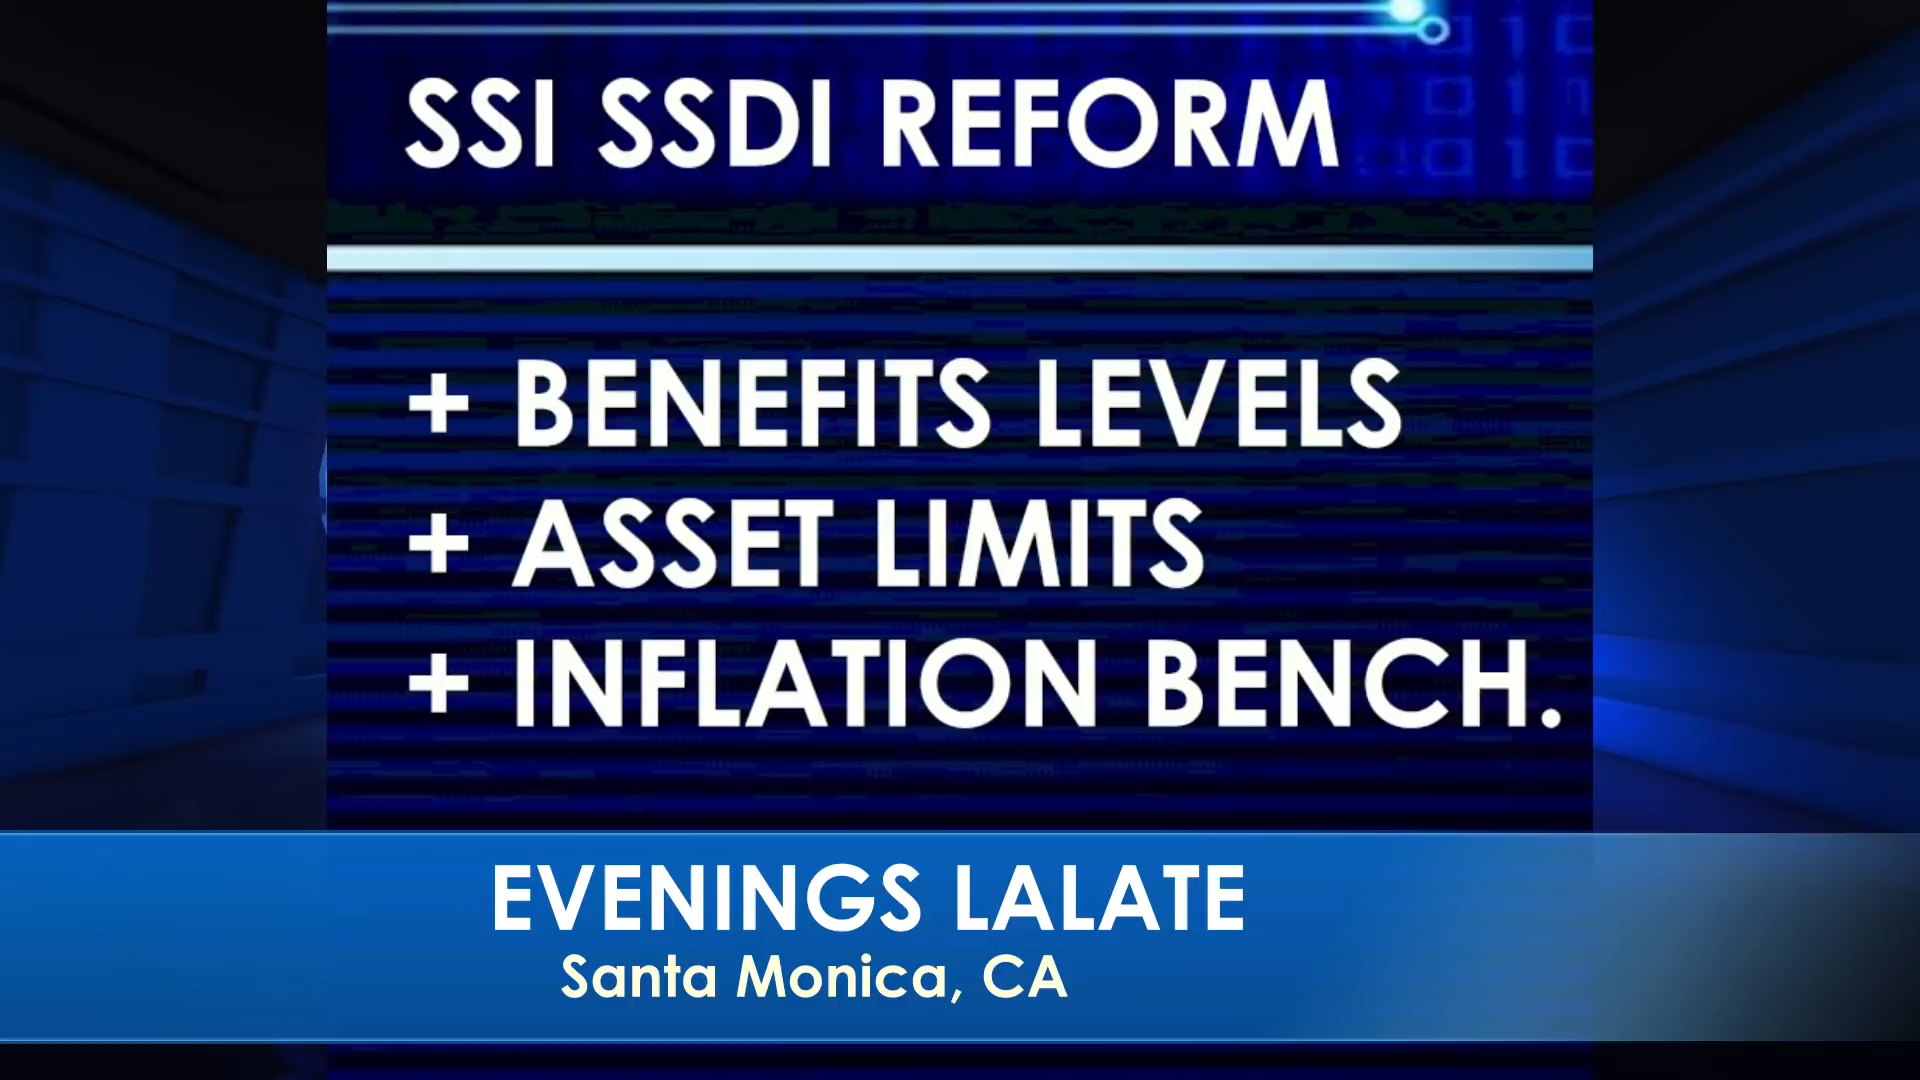 SSI SSDI REFORM
+ BENEFITS LEVELS
+ ASSET LIMITS
+ INFLATION BENCH.
EVENINGS LALATE
Santa Monica, CA